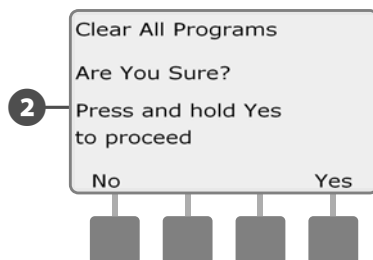 Clear All Programs
Are You Sure?
2
Press and hold Yes
to proceed
No Yes